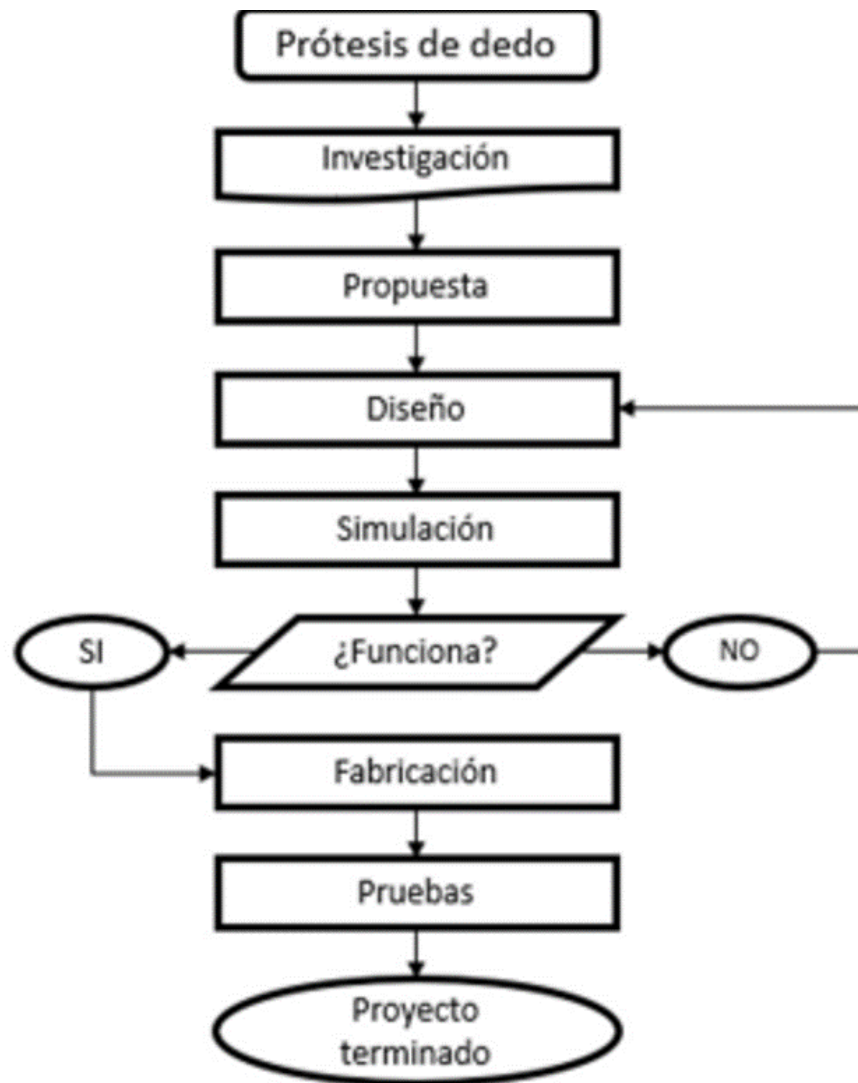 Prótesis de dedo
Investigación
Propuesta
Diseño
Simulación
SI
¿Funciona?
NO
Fabricación
Pruebas
Proyecto
terminado